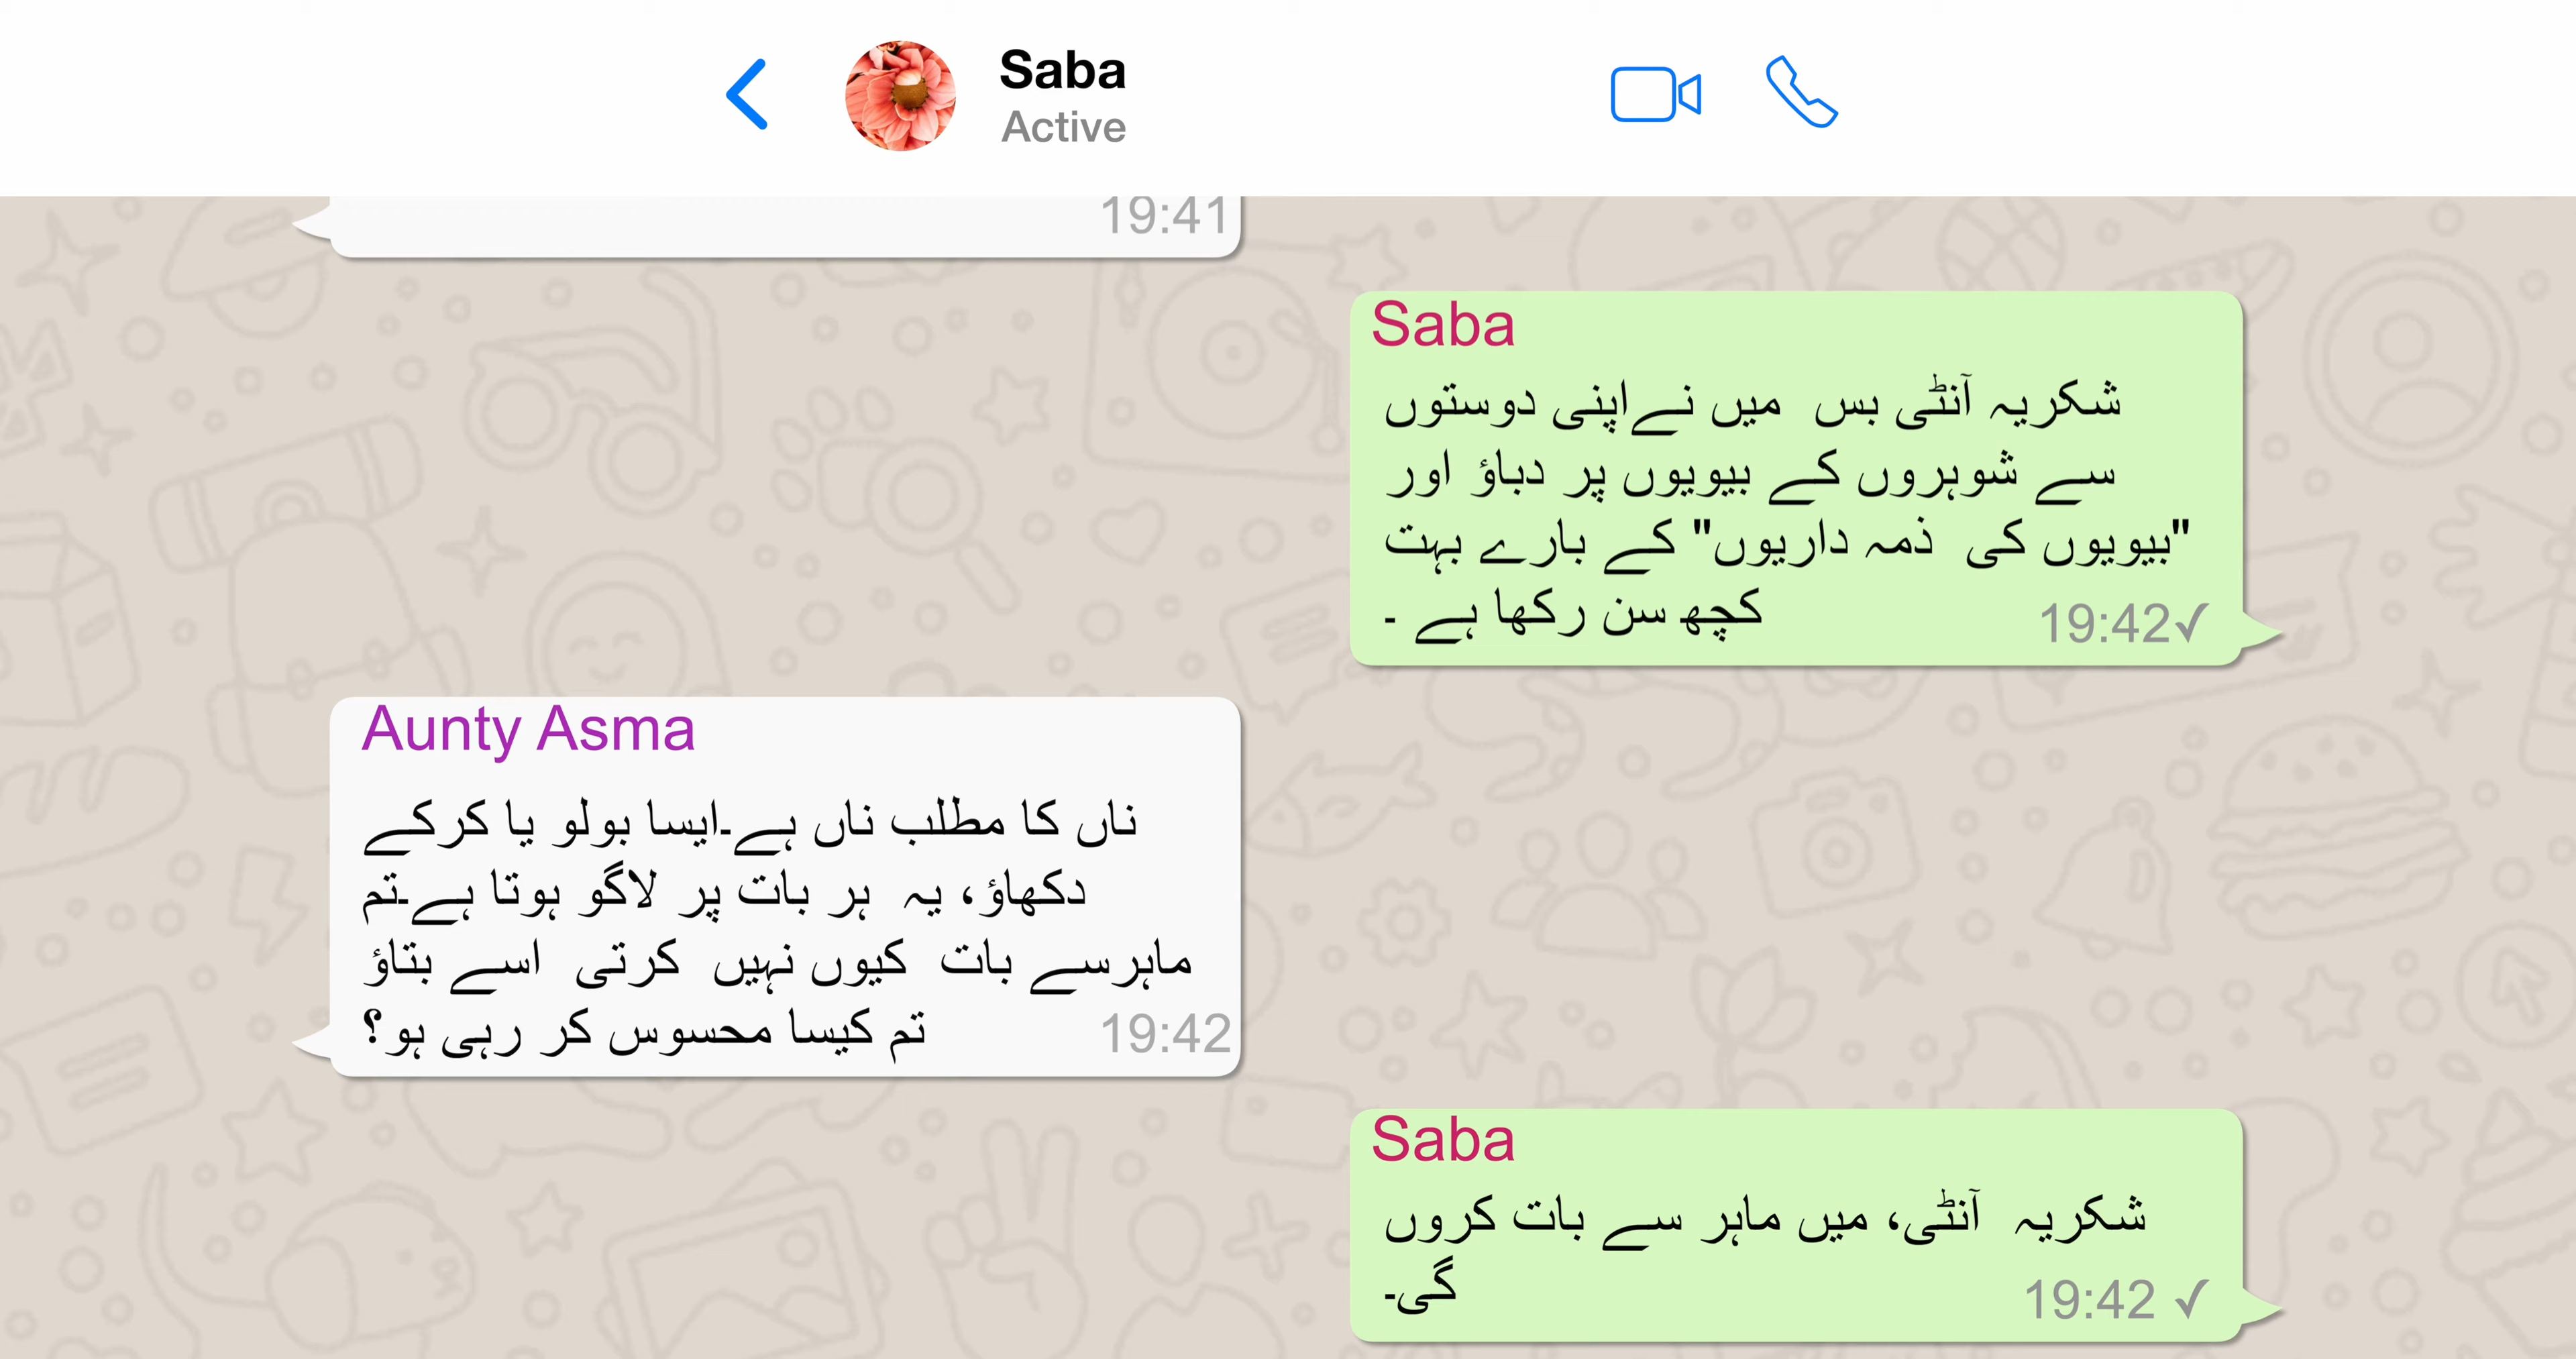 Saba
Active
19:41
Saba
شکریہ آنٹی بس میں نےاپنی دوستوں
سے شوہروں کے بیویوں پر دباؤ اور
"بیویوں کی ذمہ داریوں" کے بارے بہت
کچھ سن رکھا ہے ۔
19:42✓
Aunty Asma
ناں کا مطلب ناں ہے۔ایسا بولو یا کرکے
دکھاؤ، یہ ہر بات پر لاگو ہوتا ہے۔تم
ماہرسے بات کیوں نہیں کرتی اسے بتاؤ
تم کیسا محسوس کر رہی ہو؟
19:42
Saba
شکریہ آنٹی، میں ماہر سے بات کروں
گی۔
19:42 ✓